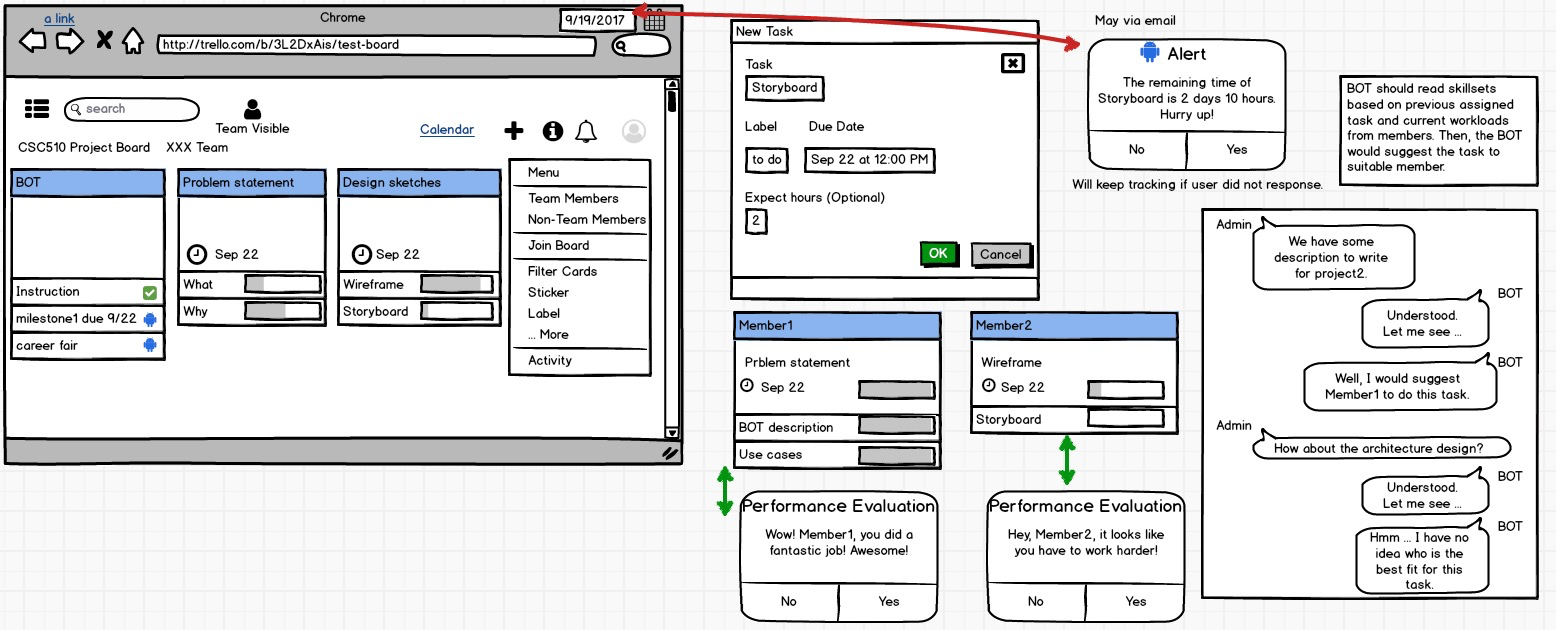 a link
Chrome
9/19/2017
http://trello.com/b/3L2DxAis/test-board
search
Team Visible
Calendar
CSC510 Project Board XXX Team
BOT
Instruction
milestone1 due 9/22
career fair
Problem statement
Sep 22
What
Why
Design sketches
Sep 22
Wireframe
Storyboard
Menu
Team Members
Non-Team Members
Join Board
Filter Cards
Sticker
Label
... More
Activity
New Task
Task
Storyboard
Label Due Date
to do Sep 22 at 12:00 PM
Expect hours (Optional)
2
OK Cancel
May via email
Alert
The remaining time of
Storyboard is 2 days 10 hours.
Hurry up!
No Yes
Will keep tracking if user did not response.
BOT should read skillsets
based on previous assigned
task and current workloads
from members. Then, the BOT
would suggest the task to
suitable member.
Member1
Prblem statement
Sep 22
BOT description
Use cases
Performance Evaluation
Wow! Member1, you did a
fantastic job! Awesome!
No Yes
Member2
Wireframe
Sep 22
Storyboard
Performance Evaluation
Hey, Member2, it looks like
you have to work harder!
No Yes
Admin
We have some
description to write
for project2.
BOT
Understood.
Let me see ...
BOT
Well, I would suggest
Member1 to do this task.
Admin
How about the architecture design?
BOT
Understood.
Let me see ...
BOT
Hmm ... I have no
idea who is the
best fit for this
task.